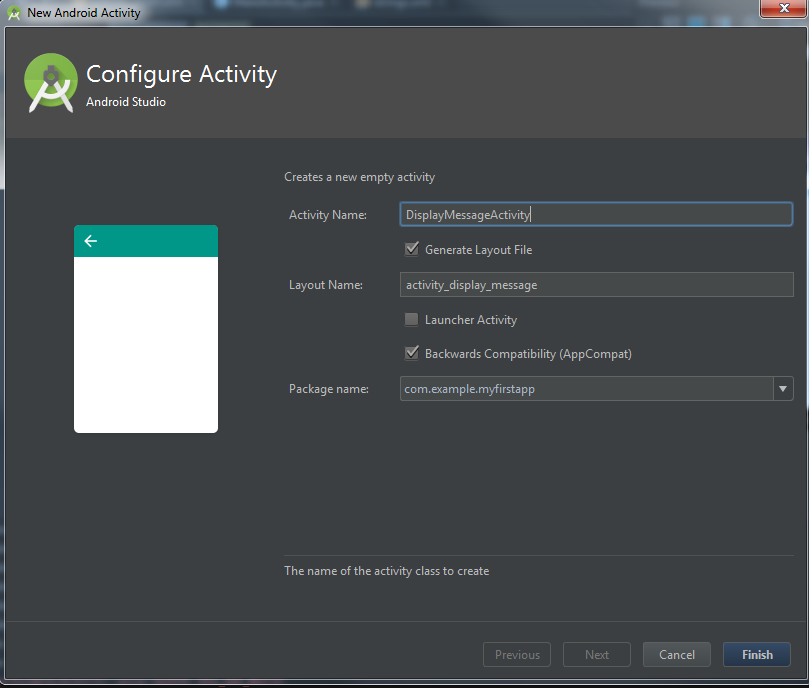 New Android Activity
Configure Activity
Android Studio
Creates a new empty activity
Activity Name: DisplayMessageActivity
Generate Layout File
Layout Name: activity_display_message
Launcher Activity
Backwards Compatibility (AppCompat)
Package name: com.example.myfirstapp
The name of the activity class to create
Previous Next Cancel Finish